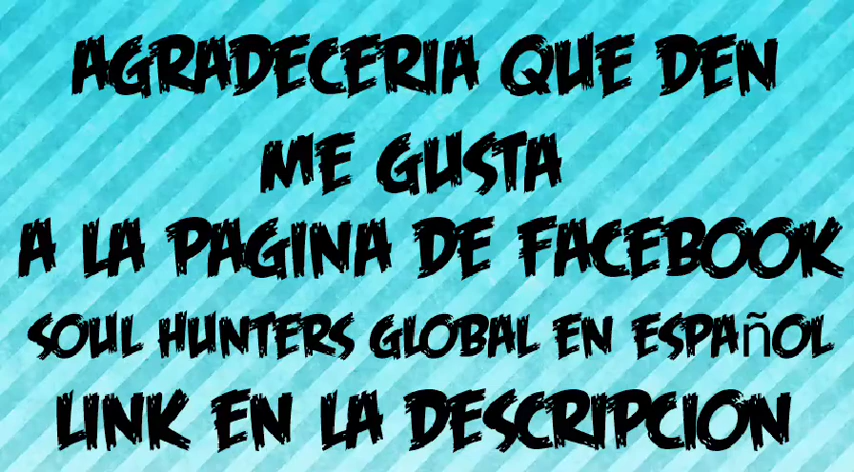 AGRADECERIA QUE DEN
ME GUSTA
A LA PAGINA DE FACEBOOK
SOUL HUNTERS GLOBAL EN ESPAñOL
LINK EN LA DESCRIPCION